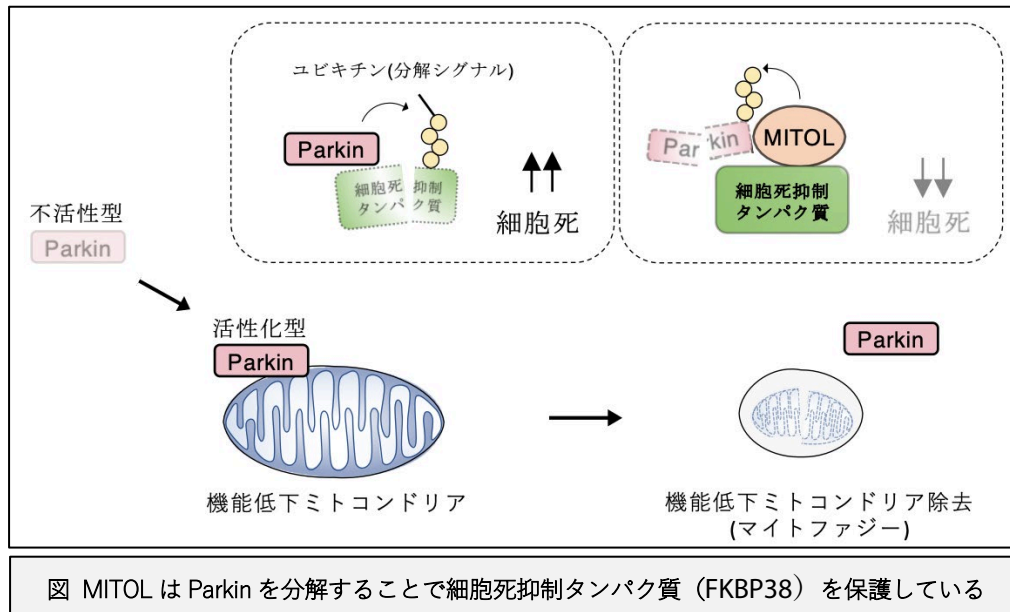 ユビキチン(分解シグナル)
Parkin
細胞死 抑制
タンパク質
細胞死
Parkin
MITOL
細胞死抑制
タンパク質
細胞死
不活性型
Parkin
活性化型
Parkin
機能低下ミトコンドリア
Parkin
機能低下ミトコンドリア除去
(マイトファジー)
図 MITOL は Parkin を分解することで細胞死抑制タンパク質（FKBP38）を保護している